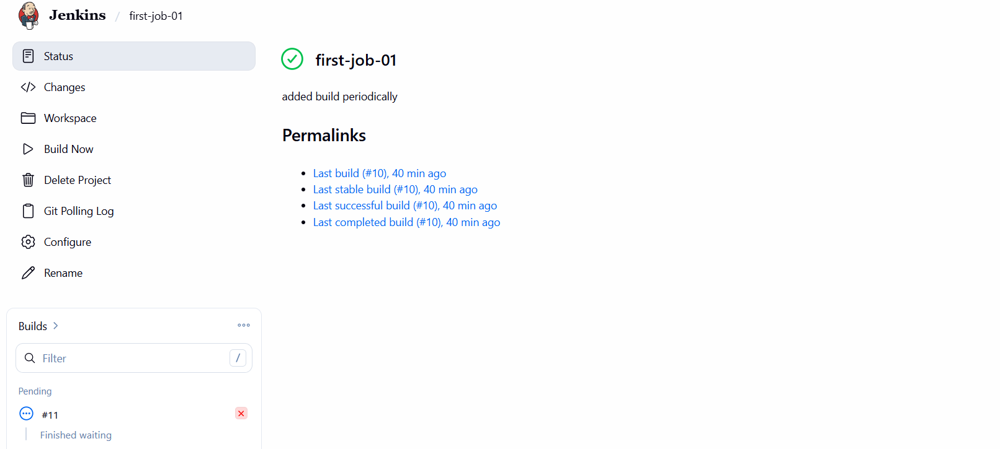 Jenkins / first-job-01
Status
Changes
Workspace
Build Now
Delete Project
Git Polling Log
Configure
Rename
Builds
Filter /
Pending
#11
Finished waiting
first-job-01
added build periodically
Permalinks
Last build (#10), 40 min ago
Last stable build (#10), 40 min ago
Last successful build (#10), 40 min ago
Last completed build (#10), 40 min ago